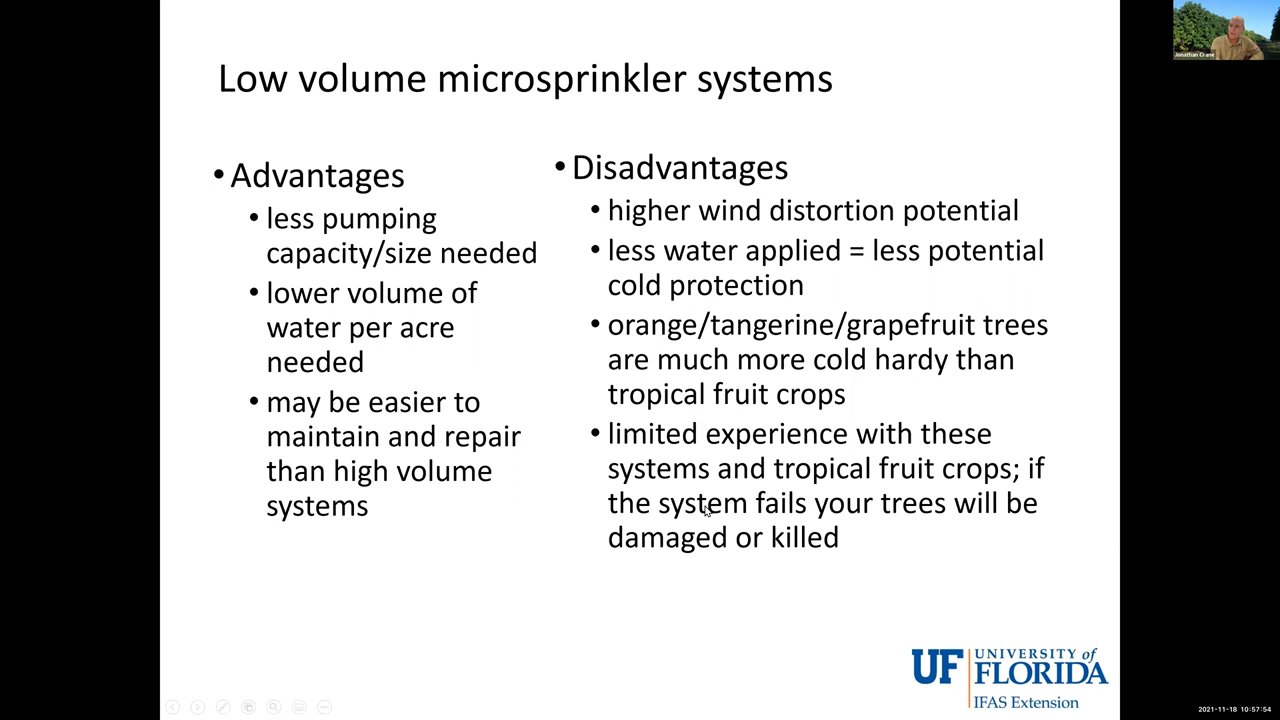 Low volume microsprinkler systems
• Advantages
• less pumping
capacity/size needed
• lower volume of
water per acre
needed
• may be easier to
maintain and repair
than high volume
systems
• Disadvantages
• higher wind distortion potential
• less water applied = less potential
cold protection
• orange/tangerine/grapefruit trees
are much more cold hardy than
tropical fruit crops
• limited experience with these
systems and tropical fruit crops; if
the system fails your trees will be
damaged or killed
UF UNIVERSITY of
FLORIDA
IFAS Extension
Jonathan Crane
2021-11-18 10:57:54